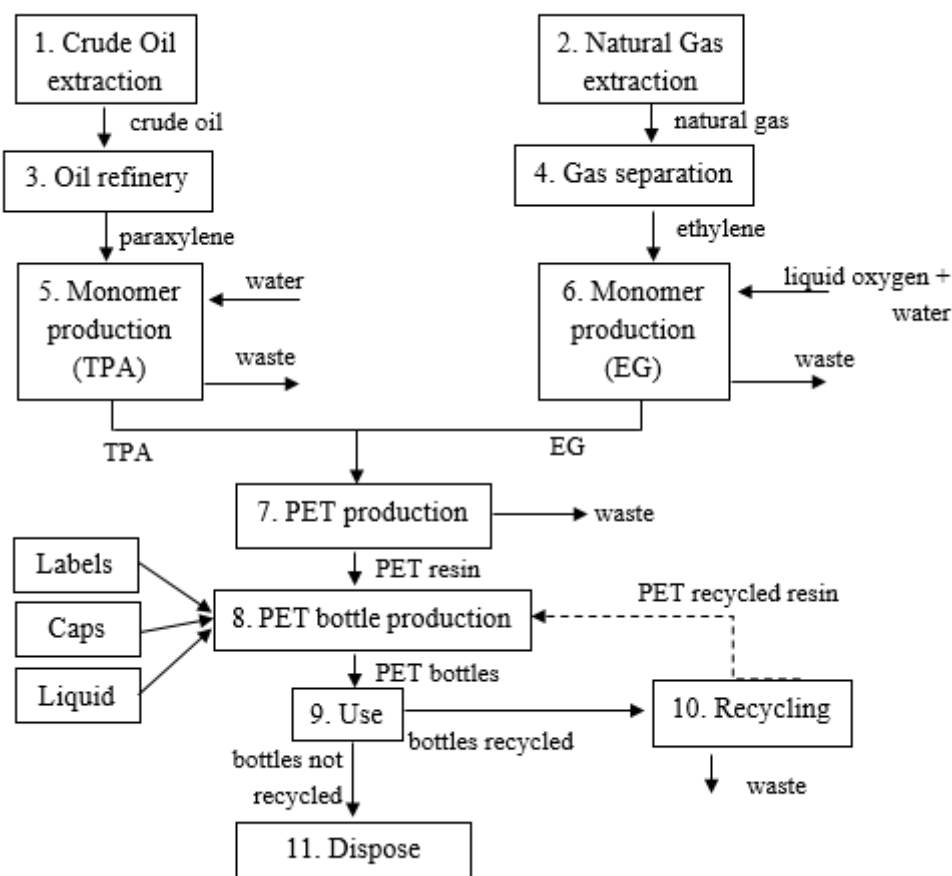 1. Crude Oil
extraction
2. Natural Gas
extraction
crude oil
natural gas
3. Oil refinery
4. Gas separation
paraxylene
ethylene
5. Monomer
production
(TPA)
water
waste
6. Monomer
production
(EG)
liquid oxygen +
water
waste
TPA
EG
7. PET production
waste
PET resin
Labels
Caps
Liquid
8. PET bottle production
PET recycled resin
PET bottles
9. Use
bottles recycled
10. Recycling
bottles not
recycled
waste
11. Dispose